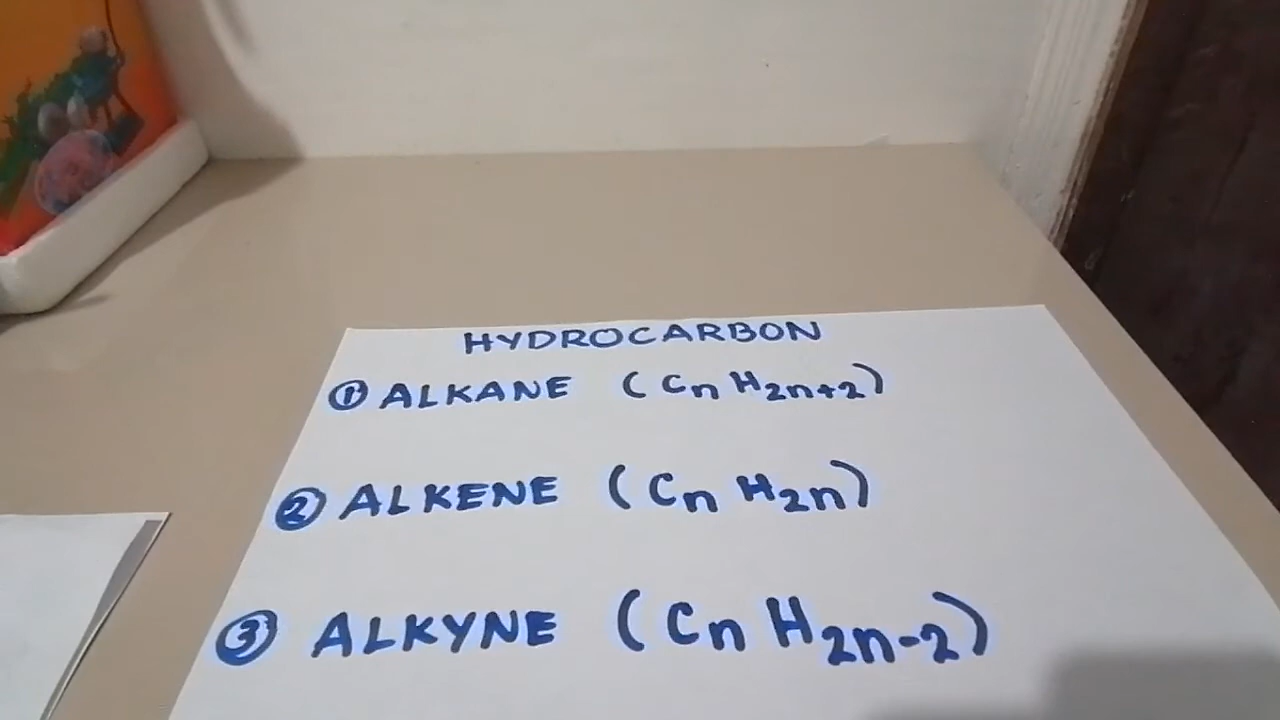 HYDROCARBON
① ALKANE (CnH2n+2)
② ALKENE (CnH2n)
③ ALKYNE (CnH2n-2)